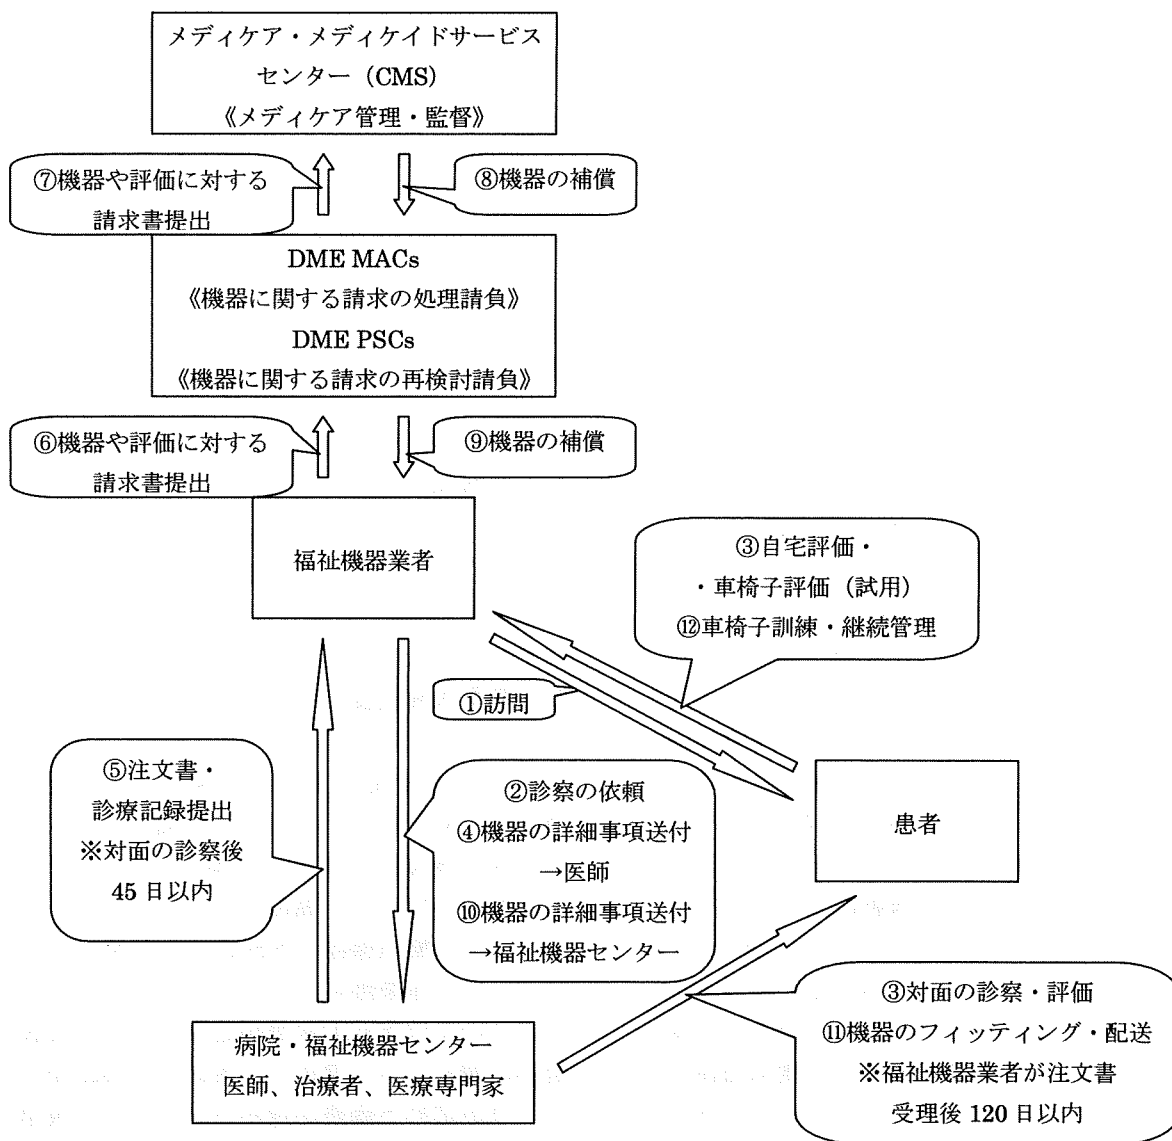 メディケア・メディケイドサービス
センター（CMS）
《メディケア管理・監督》
⑦機器や評価に対する
請求書提出
⑧機器の補償
DME MACs
《機器に関する請求の処理請負》
DME PSCs
《機器に関する請求の再検討請負》
⑥機器や評価に対する
請求書提出
⑨機器の補償
福祉機器業者
③自宅評価・
・車椅子評価（試用）
⑫車椅子訓練・継続管理
①訪問
⑤注文書・
診療記録提出
※対面の診察後
45 日以内
②診察の依頼
④機器の詳細事項送付
→医師
⑩機器の詳細事項送付
→福祉機器センター
患者
病院・福祉機器センター
医師、治療者、医療専門家
③対面の診察・評価
⑪機器のフィッティング・配送
※福祉機器業者が注文書
受理後 120 日以内